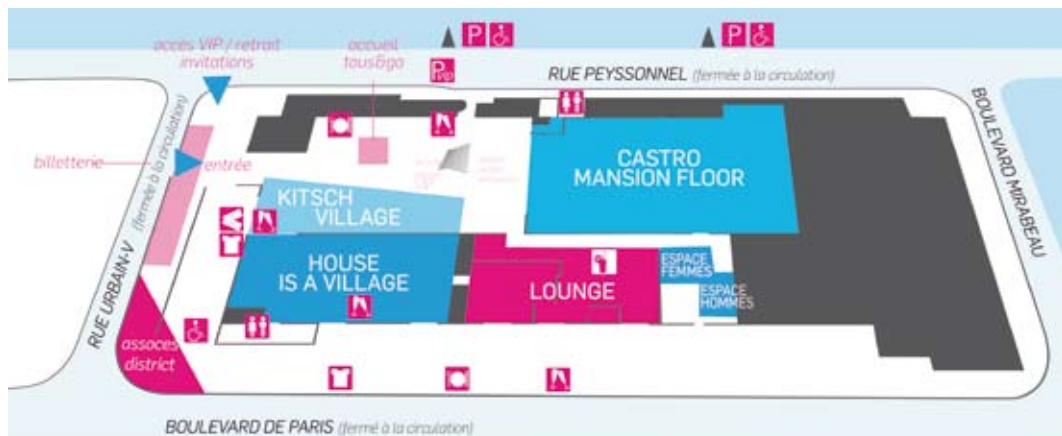 accès VIP / retrait
invitations
accueil
tous&go
P
P
P VIP
RUE PEYSSONNEL (fermée à la circulation)
BOULEVARD MIRABEAU
billetterie
entrée
RUE URBAIN-V (fermée à la circulation)
CASTRO
MANSION FLOOR
KITSCH
VILLAGE
HOUSE
IS A VILLAGE
LOUNGE
ESPACE
FEMMES
ESPACE
HOMMES
assoces
district
BOULEVARD DE PARIS (fermé à la circulation)